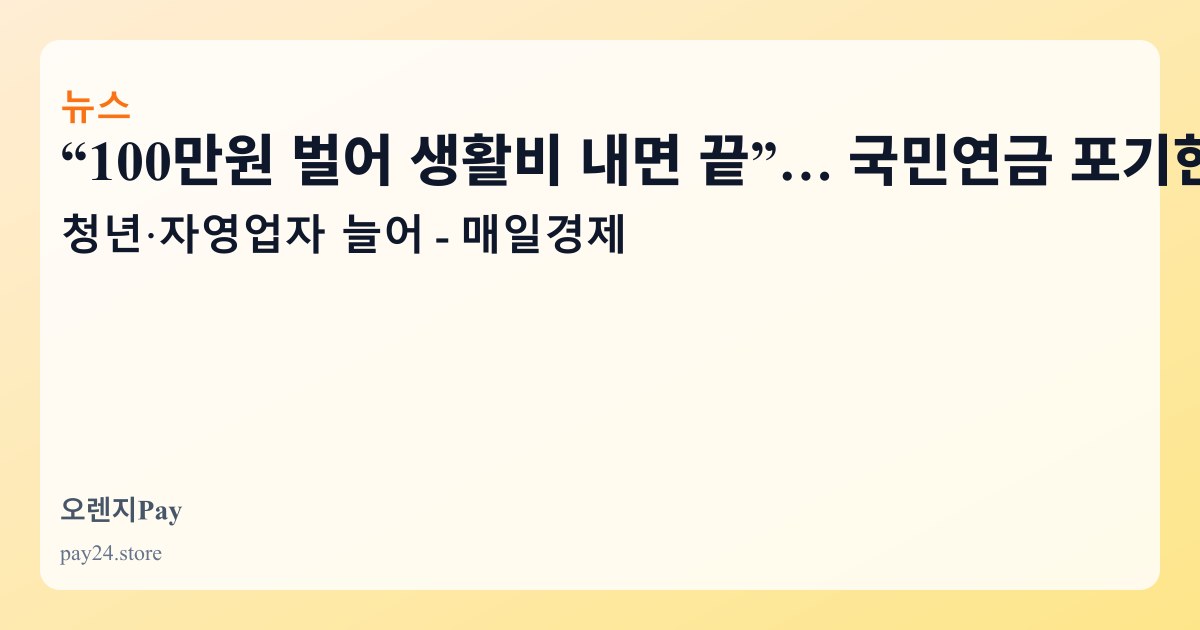 뉴스
“100만원 벌어 생활비 내면 끝”… 국민연금 포기한
청년·자영업자 늘어 - 매일경제
오렌지Pay
pay24.store